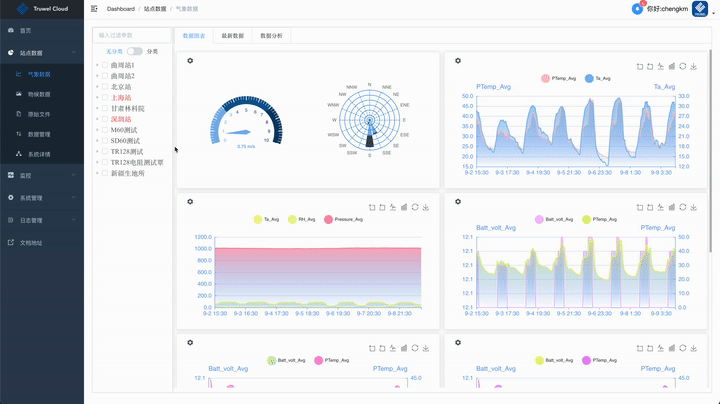 Truwel Cloud
首页
站点数据
气象数据
物候数据
原始文件
数据管理
系统详情
监控
系统管理
日志管理
文档地址
Dashboard / 站点数据 / 气象数据
你好:chengkm
输入过滤参数
无分类 分类
曲周站1
曲周站2
北京站
上海站
甘肃林科院
深圳站
M60测试
SD60测试
TR128测试
TR128电阻测试覃
新疆生地所
数据图表 最新数据 数据分析
0.75 m/s
N
NNE
NE
ENE
E
ESE
SE
SSE
S
SSW
SW
WSW
W
WNW
NW
NNW
PTemp_Avg Ta_Avg
PTemp_Avg Ta_Avg
50.0 33.0
45.0 30.0
40.0 27.0
35.0 24.0
30.0 21.0
25.0 18.0
20.0 15.0
15.0 12.0
9-2 15:30 9-3 17:30 9-4 19:30 9-5 21:30 9-6 23:30 9-8 1:30 9-9 3:30
Ta_Avg RH_Avg Pressure_Avg
1200.0
1000.0
800.0
600.0
400.0
200.0
0.0
9-2 15:30 9-3 16:30 9-4 17:30 9-5 18:30 9-6 19:30 9-7 20:30 9-8 21:30
Batt_volt_Avg PTemp_Avg
Batt_volt_Avg PTemp_Avg
12.1 50.0
12.1 40.0
12.1 30.0
12.1 20.0
12.1 10.0
12.1 0.0
9-2 15:30 9-3 17:30 9-4 19:30 9-5 21:30 9-6 23:30 9-8 1:30 9-9 3:30
Batt_volt_Avg PTemp_Avg
Batt_volt_Avg PTemp_Avg
12.1 45.0
Batt_volt_Avg PTemp_Avg
Batt_volt_Avg PTemp_Avg
12.1 45.0